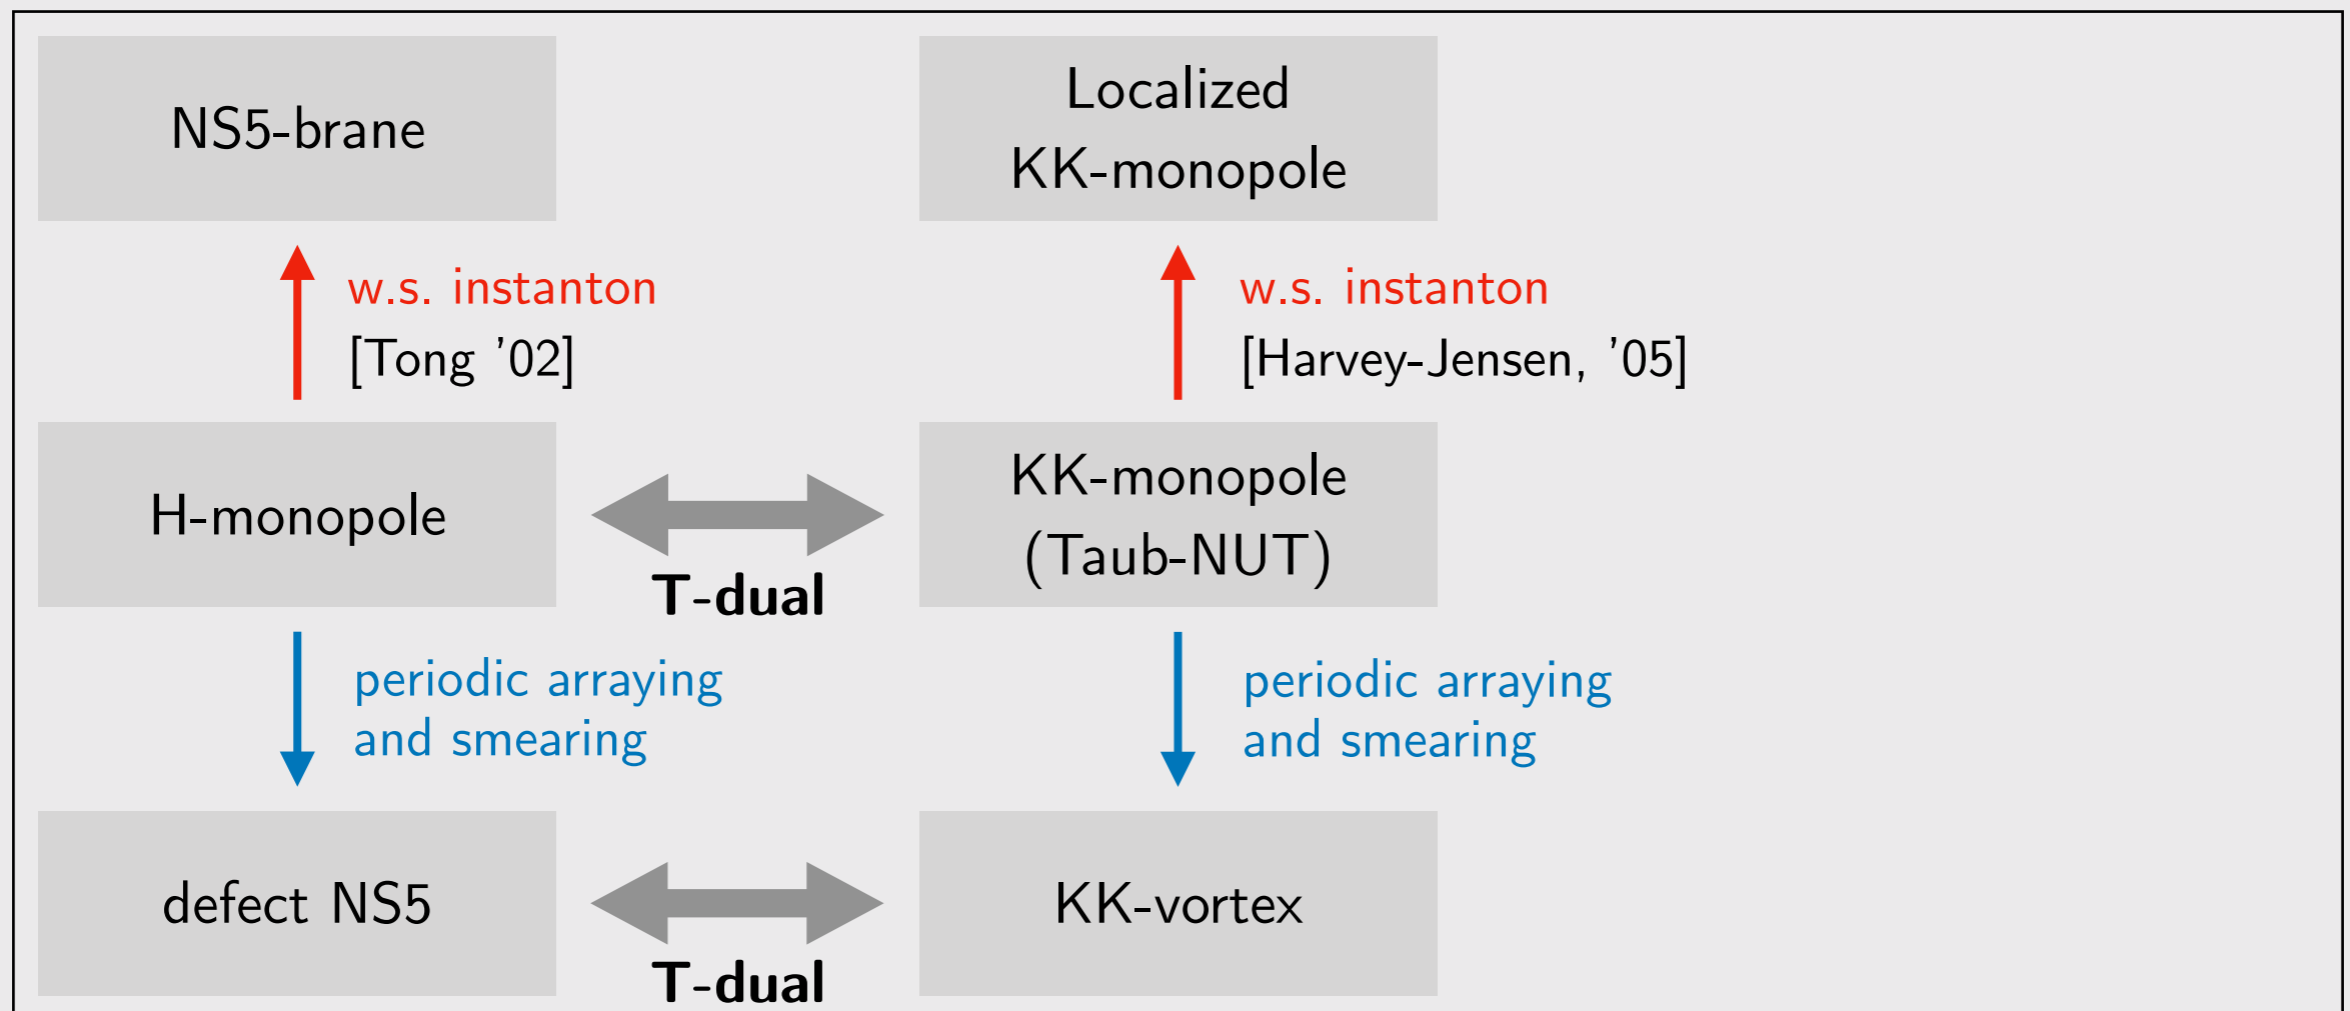 NS5-brane
Localized
KK-monopole
w.s. instanton
[Tong '02]
w.s. instanton
[Harvey-Jensen, '05]
H-monopole
KK-monopole
(Taub-NUT)
T-dual
periodic arraying
and smearing
periodic arraying
and smearing
defect NS5
KK-vortex
T-dual